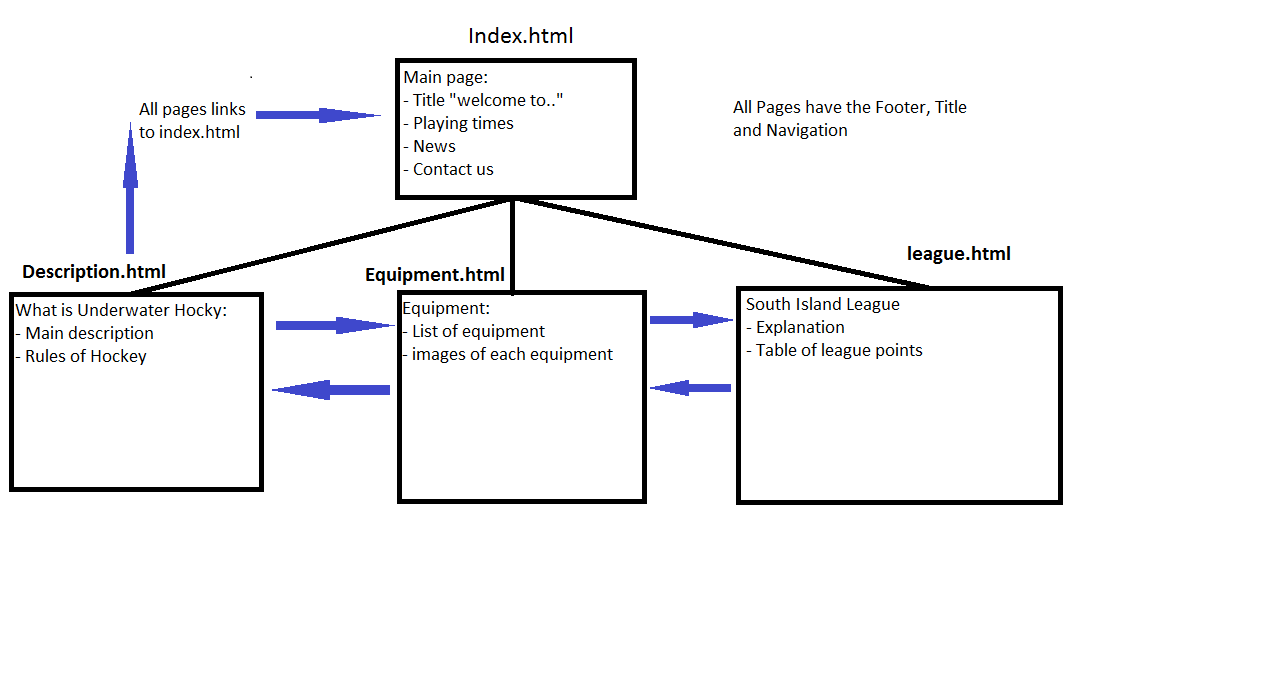 Index.html
Main page:
- Title "welcome to.."
- Playing times
- News
- Contact us
All pages links
to index.html
All Pages have the Footer, Title
and Navigation
Description.html
What is Underwater Hocky:
- Main description
- Rules of Hockey
Equipment.html
Equipment:
- List of equipment
- images of each equipment
league.html
South Island League
- Explanation
- Table of league points